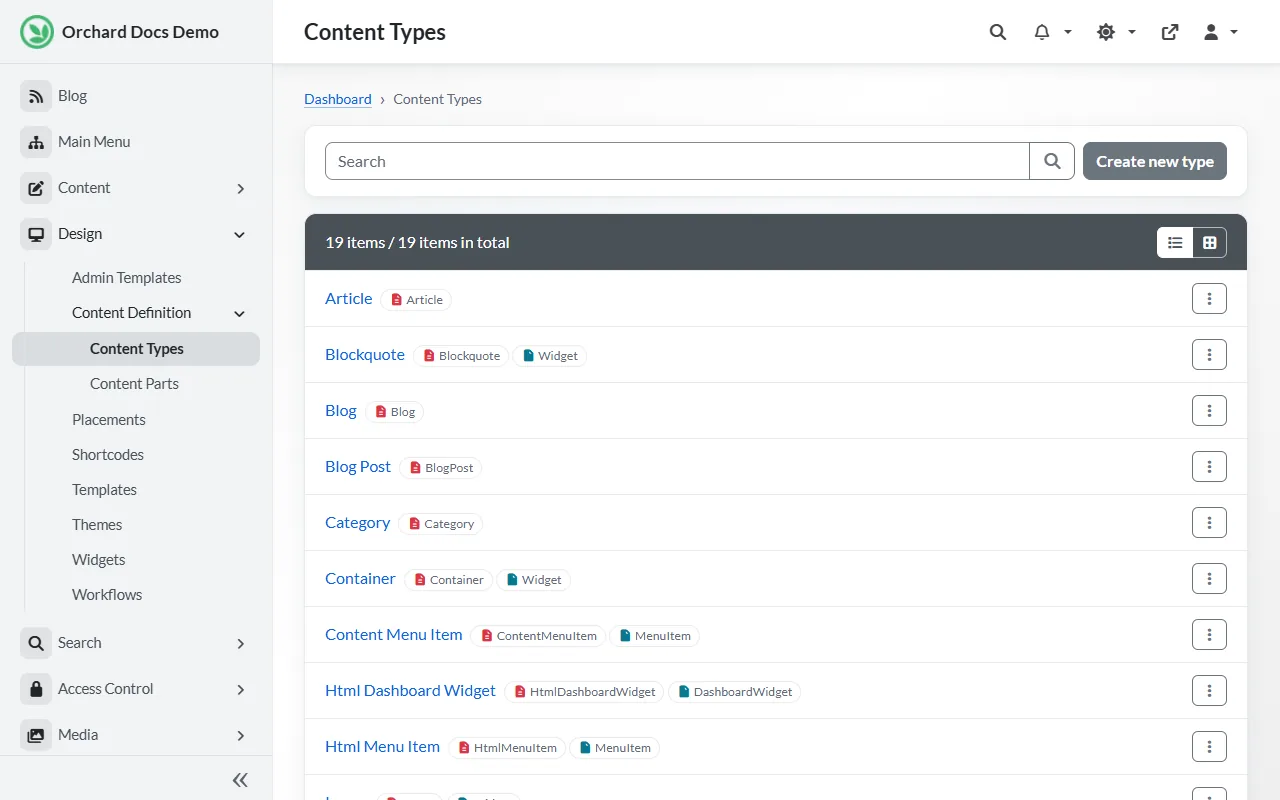 Orchard Docs Demo
Content Types
Blog
Main Menu
Content
Design
Admin Templates
Content Definition
Content Types
Content Parts
Placements
Shortcodes
Templates
Themes
Widgets
Workflows
Search
Access Control
Media
Dashboard › Content Types
Search
Create new type
19 items / 19 items in total
Article Article
Blockquote Blockquote Widget
Blog Blog
Blog Post BlogPost
Category Category
Container Container Widget
Content Menu Item ContentMenuItem MenuItem
Html Dashboard Widget HtmlDashboardWidget DashboardWidget
Html Menu Item HtmlMenuItem MenuItem